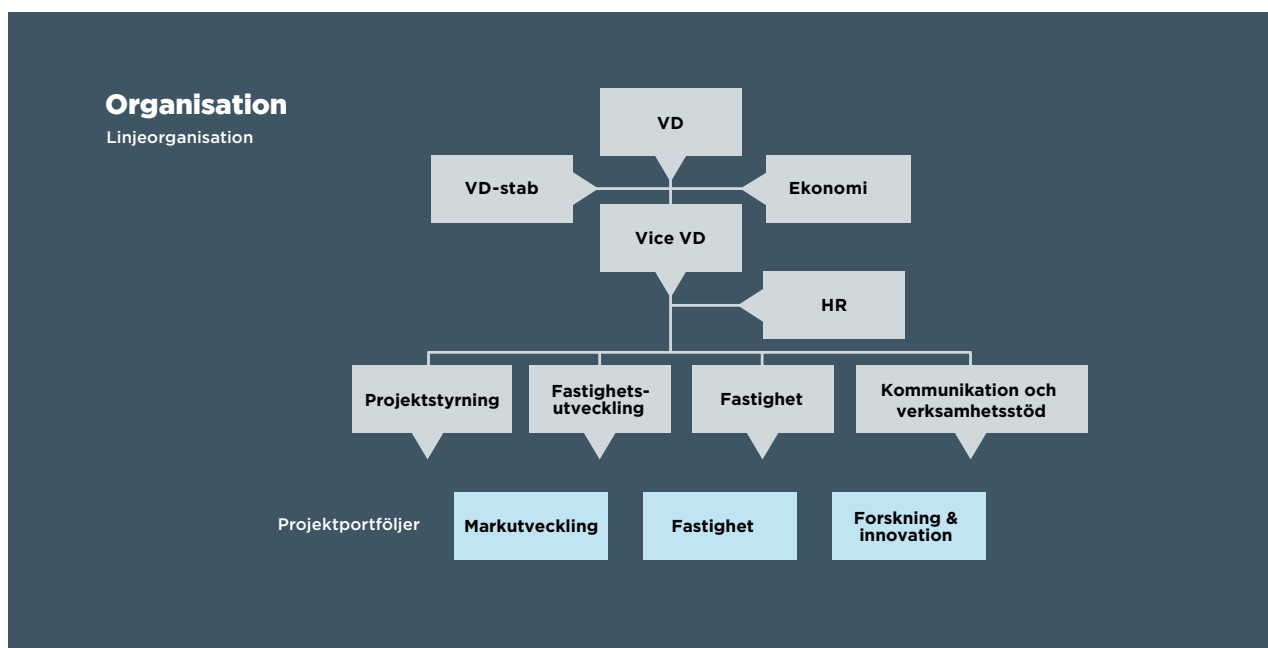 Organisation
Linjeorganisation
VD
VD-stab
Ekonomi
Vice VD
HR
Projektstyrning
Fastighets-
utveckling
Fastighet
Kommunikation och
verksamhetsstöd
Projektportföljer
Markutveckling
Fastighet
Forskning &
innovation